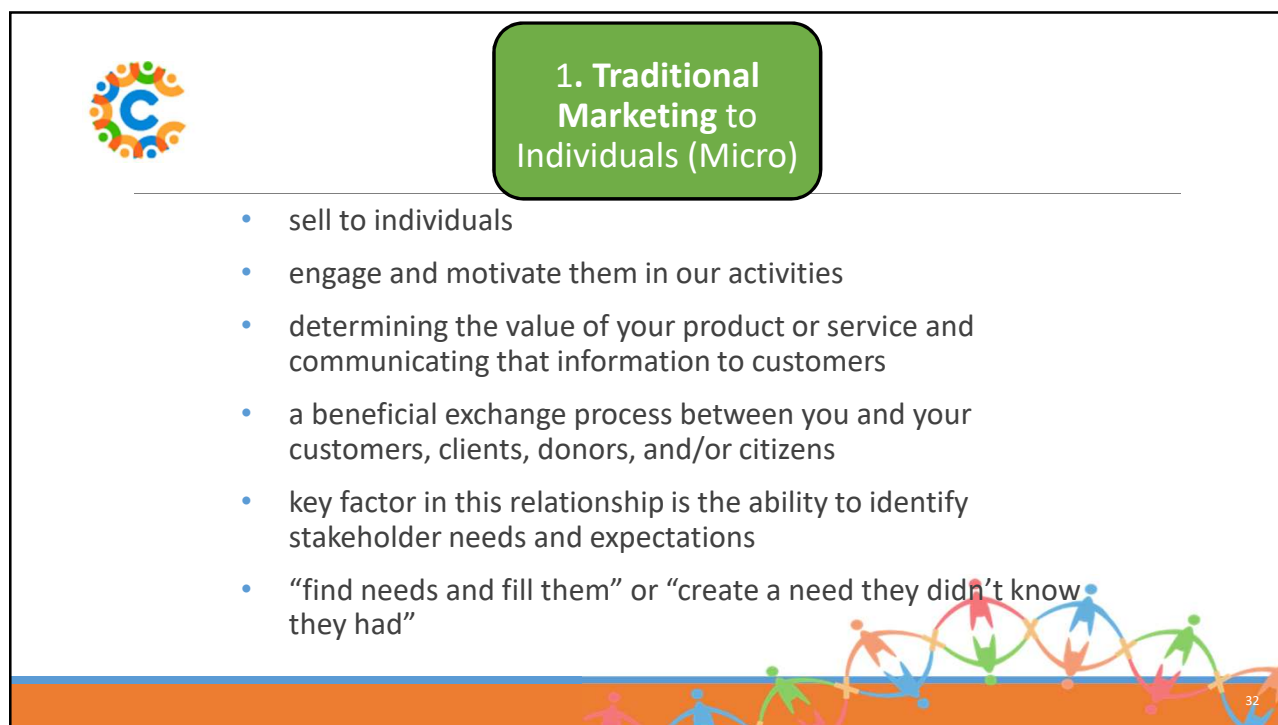 C
1. Traditional
Marketing to
Individuals (Micro)
• sell to individuals
• engage and motivate them in our activities
• determining the value of your product or service and
communicating that information to customers
• a beneficial exchange process between you and your
customers, clients, donors, and/or citizens
• key factor in this relationship is the ability to identify
stakeholder needs and expectations
• “find needs and fill them” or “create a need they didn’t know
they had”
32